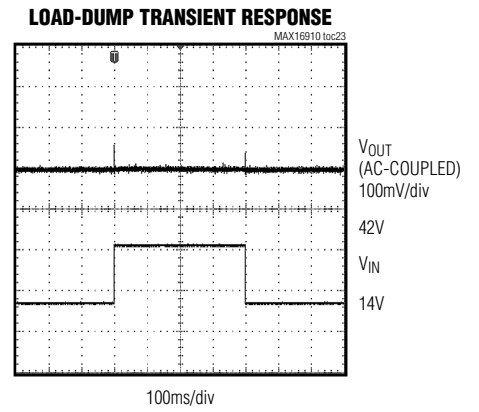 LOAD-DUMP TRANSIENT RESPONSE
MAX16910 toc23
T
VOUT
(AC-COUPLED)
100mV/div
42V
VIN
14V
100ms/div